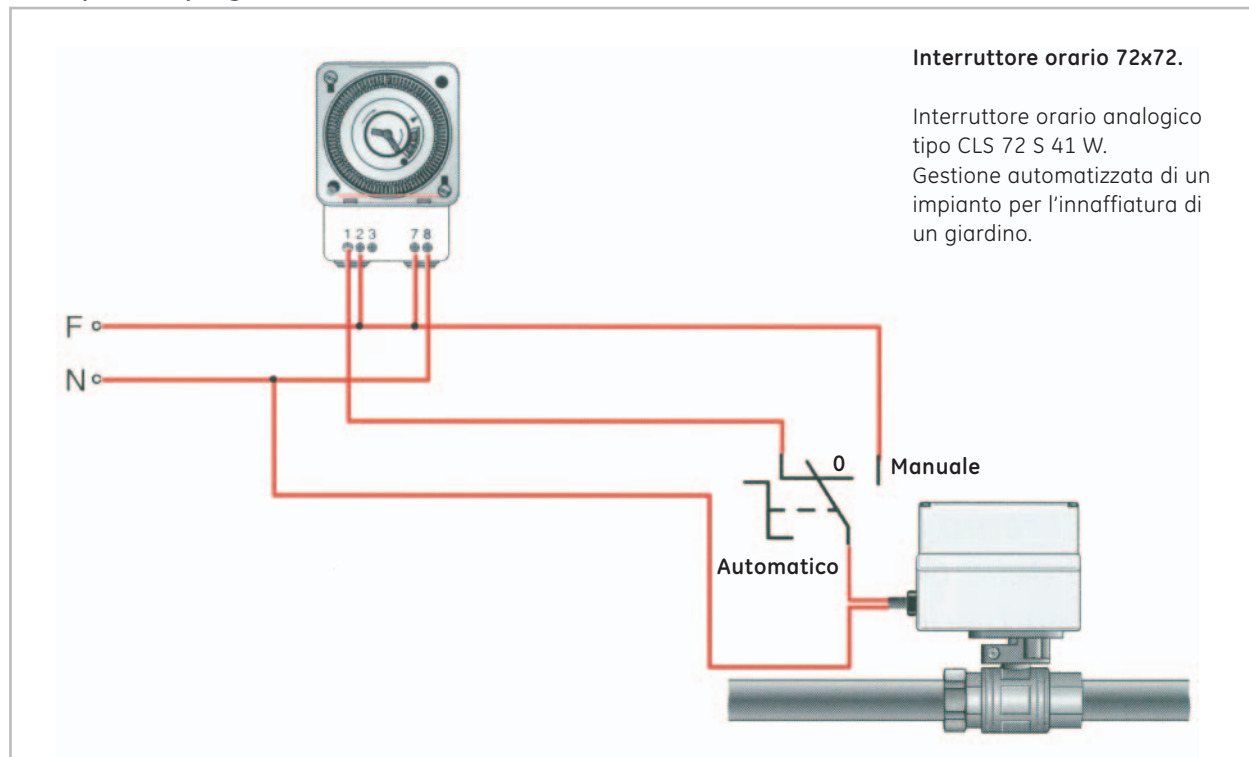 Interruttore orario 72x72.
Interruttore orario analogico
tipo CLS 72 S 41 W.
Gestione automatizzata di un
impianto per l'innaffiatura di
un giardino.
1 2 3 7 8
F
N
0
Manuale
Automatico